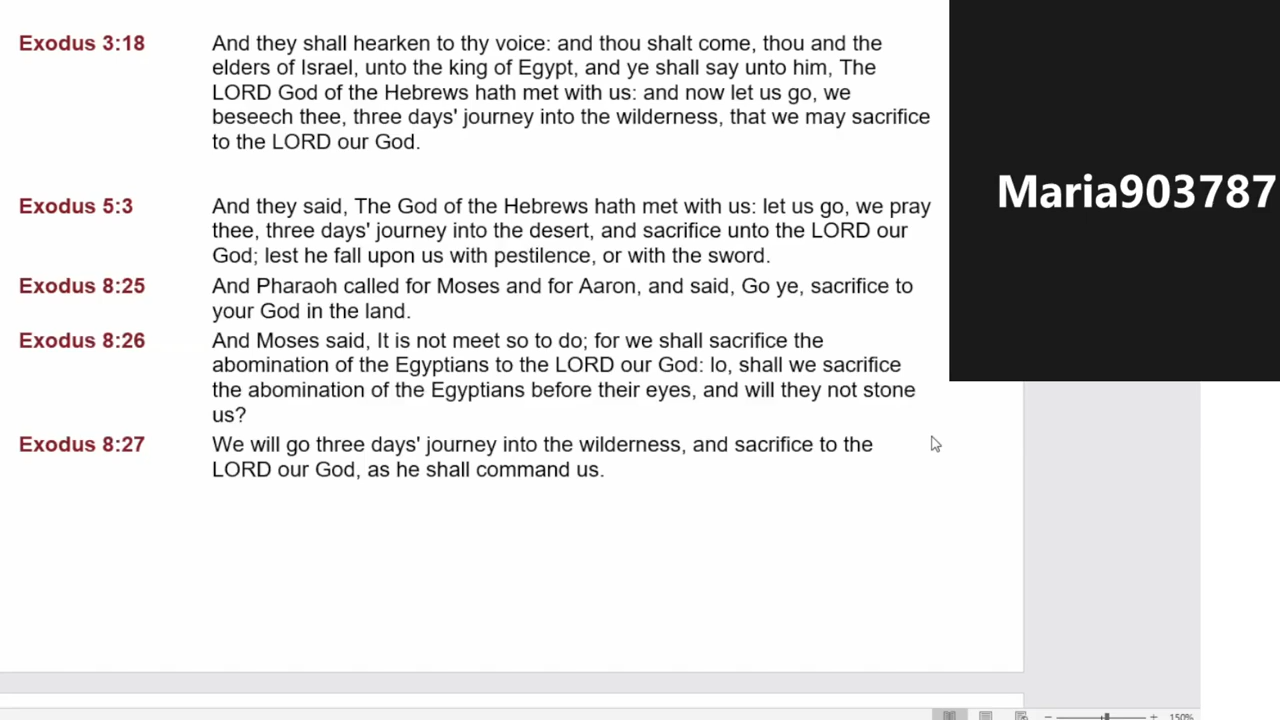 Exodus 3:18 And they shall hearken to thy voice: and thou shalt come, thou and the
elders of Israel, unto the king of Egypt, and ye shall say unto him, The
LORD God of the Hebrews hath met with us: and now let us go, we
beseech thee, three days' journey into the wilderness, that we may sacrifice
to the LORD our God.
Exodus 5:3 And they said, The God of the Hebrews hath met with us: let us go, we pray
thee, three days' journey into the desert, and sacrifice unto the LORD our
God; lest he fall upon us with pestilence, or with the sword.
Exodus 8:25 And Pharaoh called for Moses and for Aaron, and said, Go ye, sacrifice to
your God in the land.
Exodus 8:26 And Moses said, It is not meet so to do; for we shall sacrifice the
abomination of the Egyptians to the LORD our God: lo, shall we sacrifice
the abomination of the Egyptians before their eyes, and will they not stone
us?
Exodus 8:27 We will go three days' journey into the wilderness, and sacrifice to the
LORD our God, as he shall command us.
Maria903787
150%